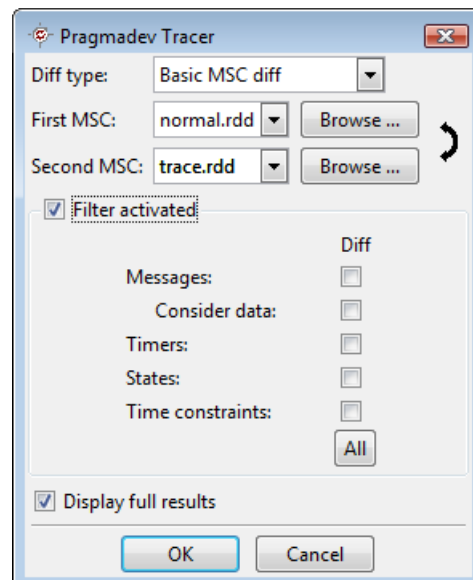 Pragmadev Tracer
Diff type: Basic MSC diff
First MSC: normal.rdd Browse ...
Second MSC: trace.rdd Browse ...
Filter activated
Diff
Messages:
Consider data:
Timers:
States:
Time constraints:
All
Display full results
OK Cancel